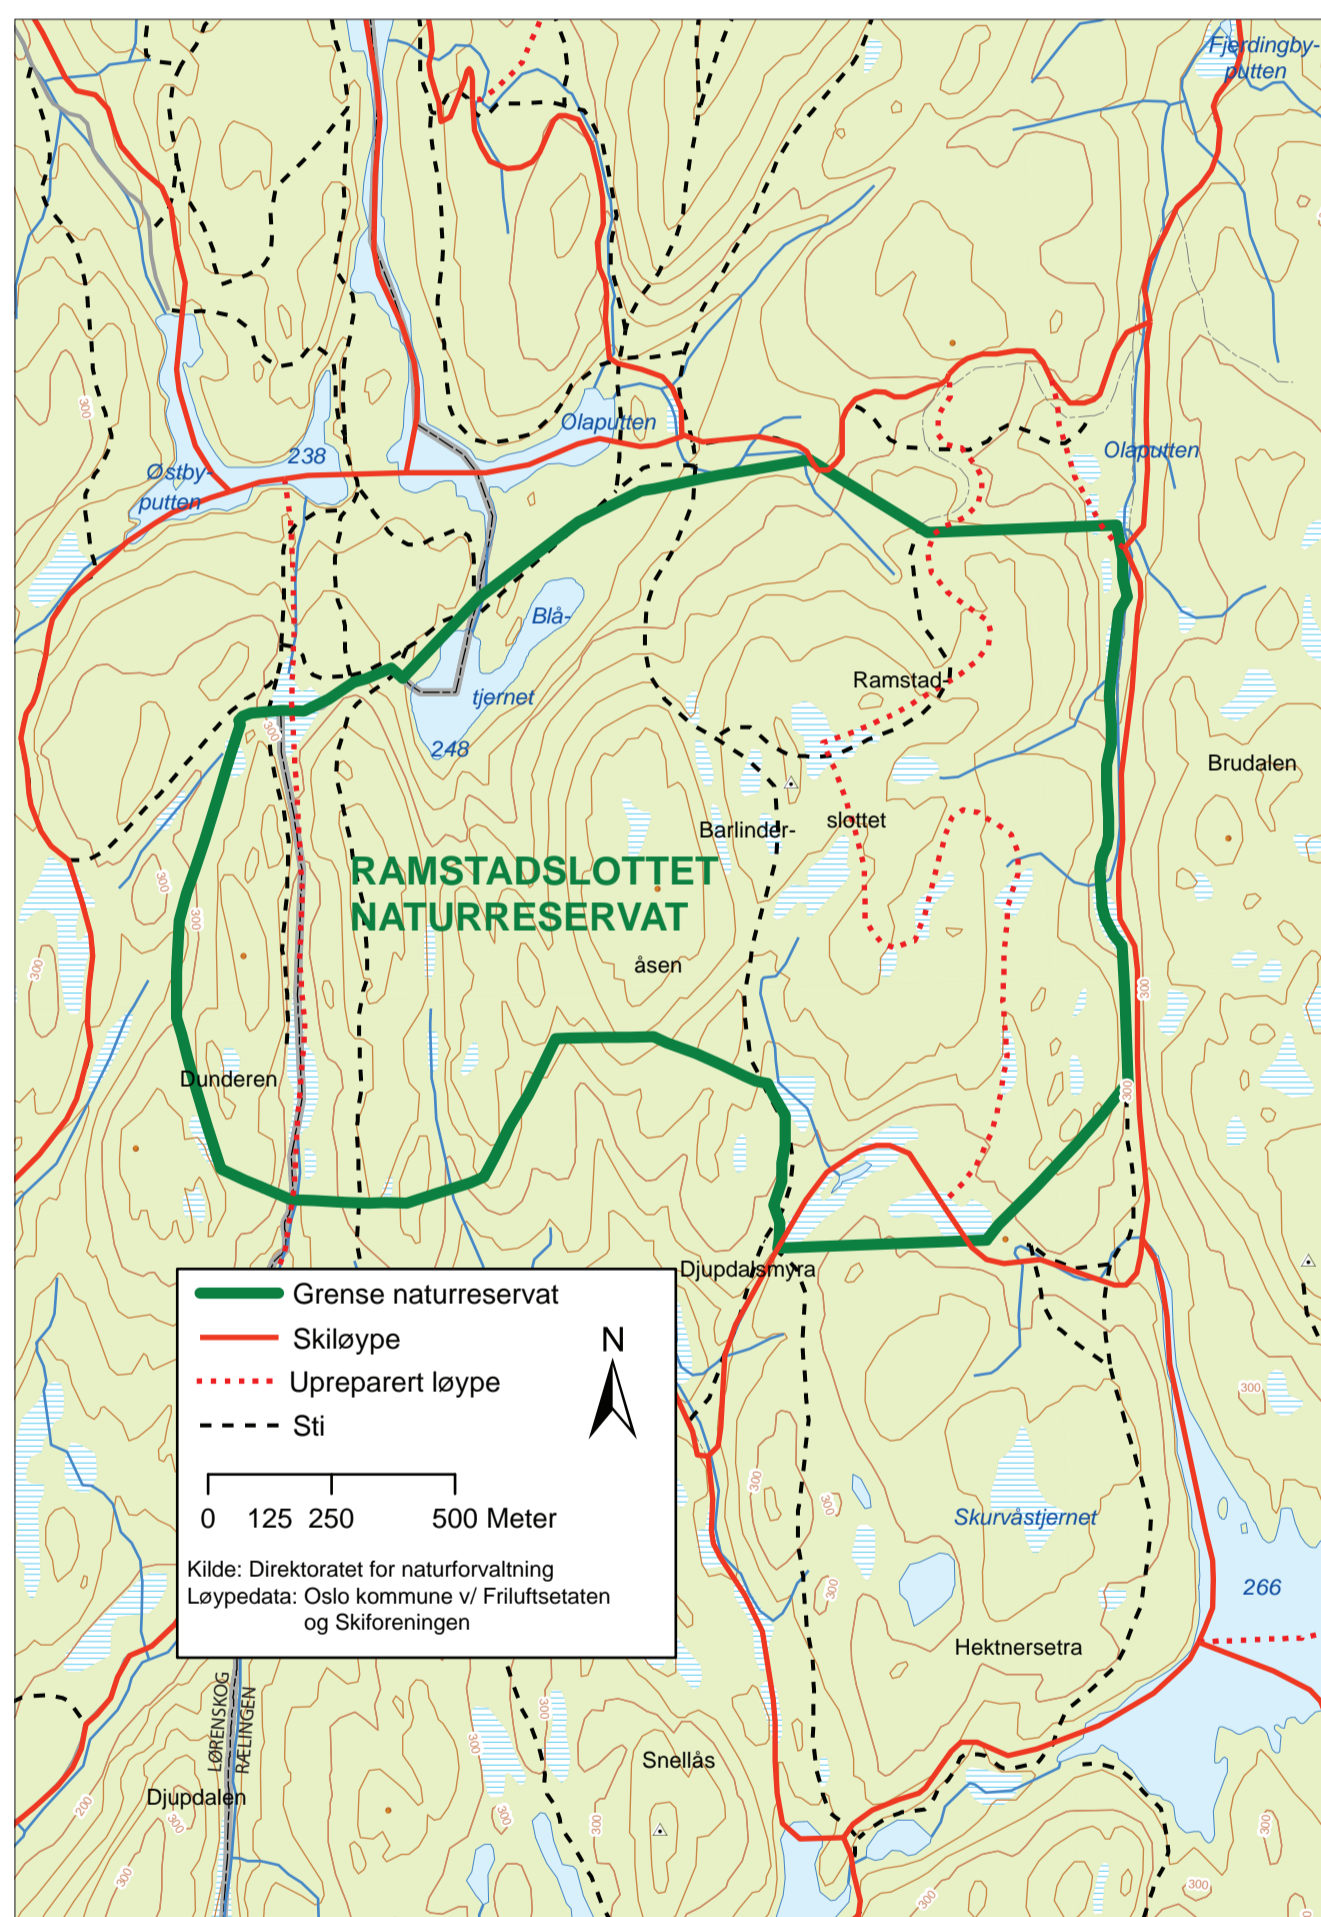 Fjerdingby-
putten
300
Olaputten
Olaputten
238
Østby-
putten
Blå-
tjernet
248
Ramstad-
300
Brudalen
Barlinder-
slottet
RAMSTADSLOTTET
NATURRESERVAT
300
300
åsen
300
300
Dunderen
300
Djupdalsmyra
Grense naturreservat
Skiløype
Upreparert løype
Sti
N
0 125 250 500 Meter
Kilde: Direktoratet for naturforvaltning
Løypedata: Oslo kommune v/ Friluftsetaten
og Skiforeningen
300
300
300
Skurvåstjernet
300
266
Hektnersetra
LØRENSKOG
RÆLINGEN
300
300
Snellås
Djupdalen
200
300
300
300
300
300
300
300